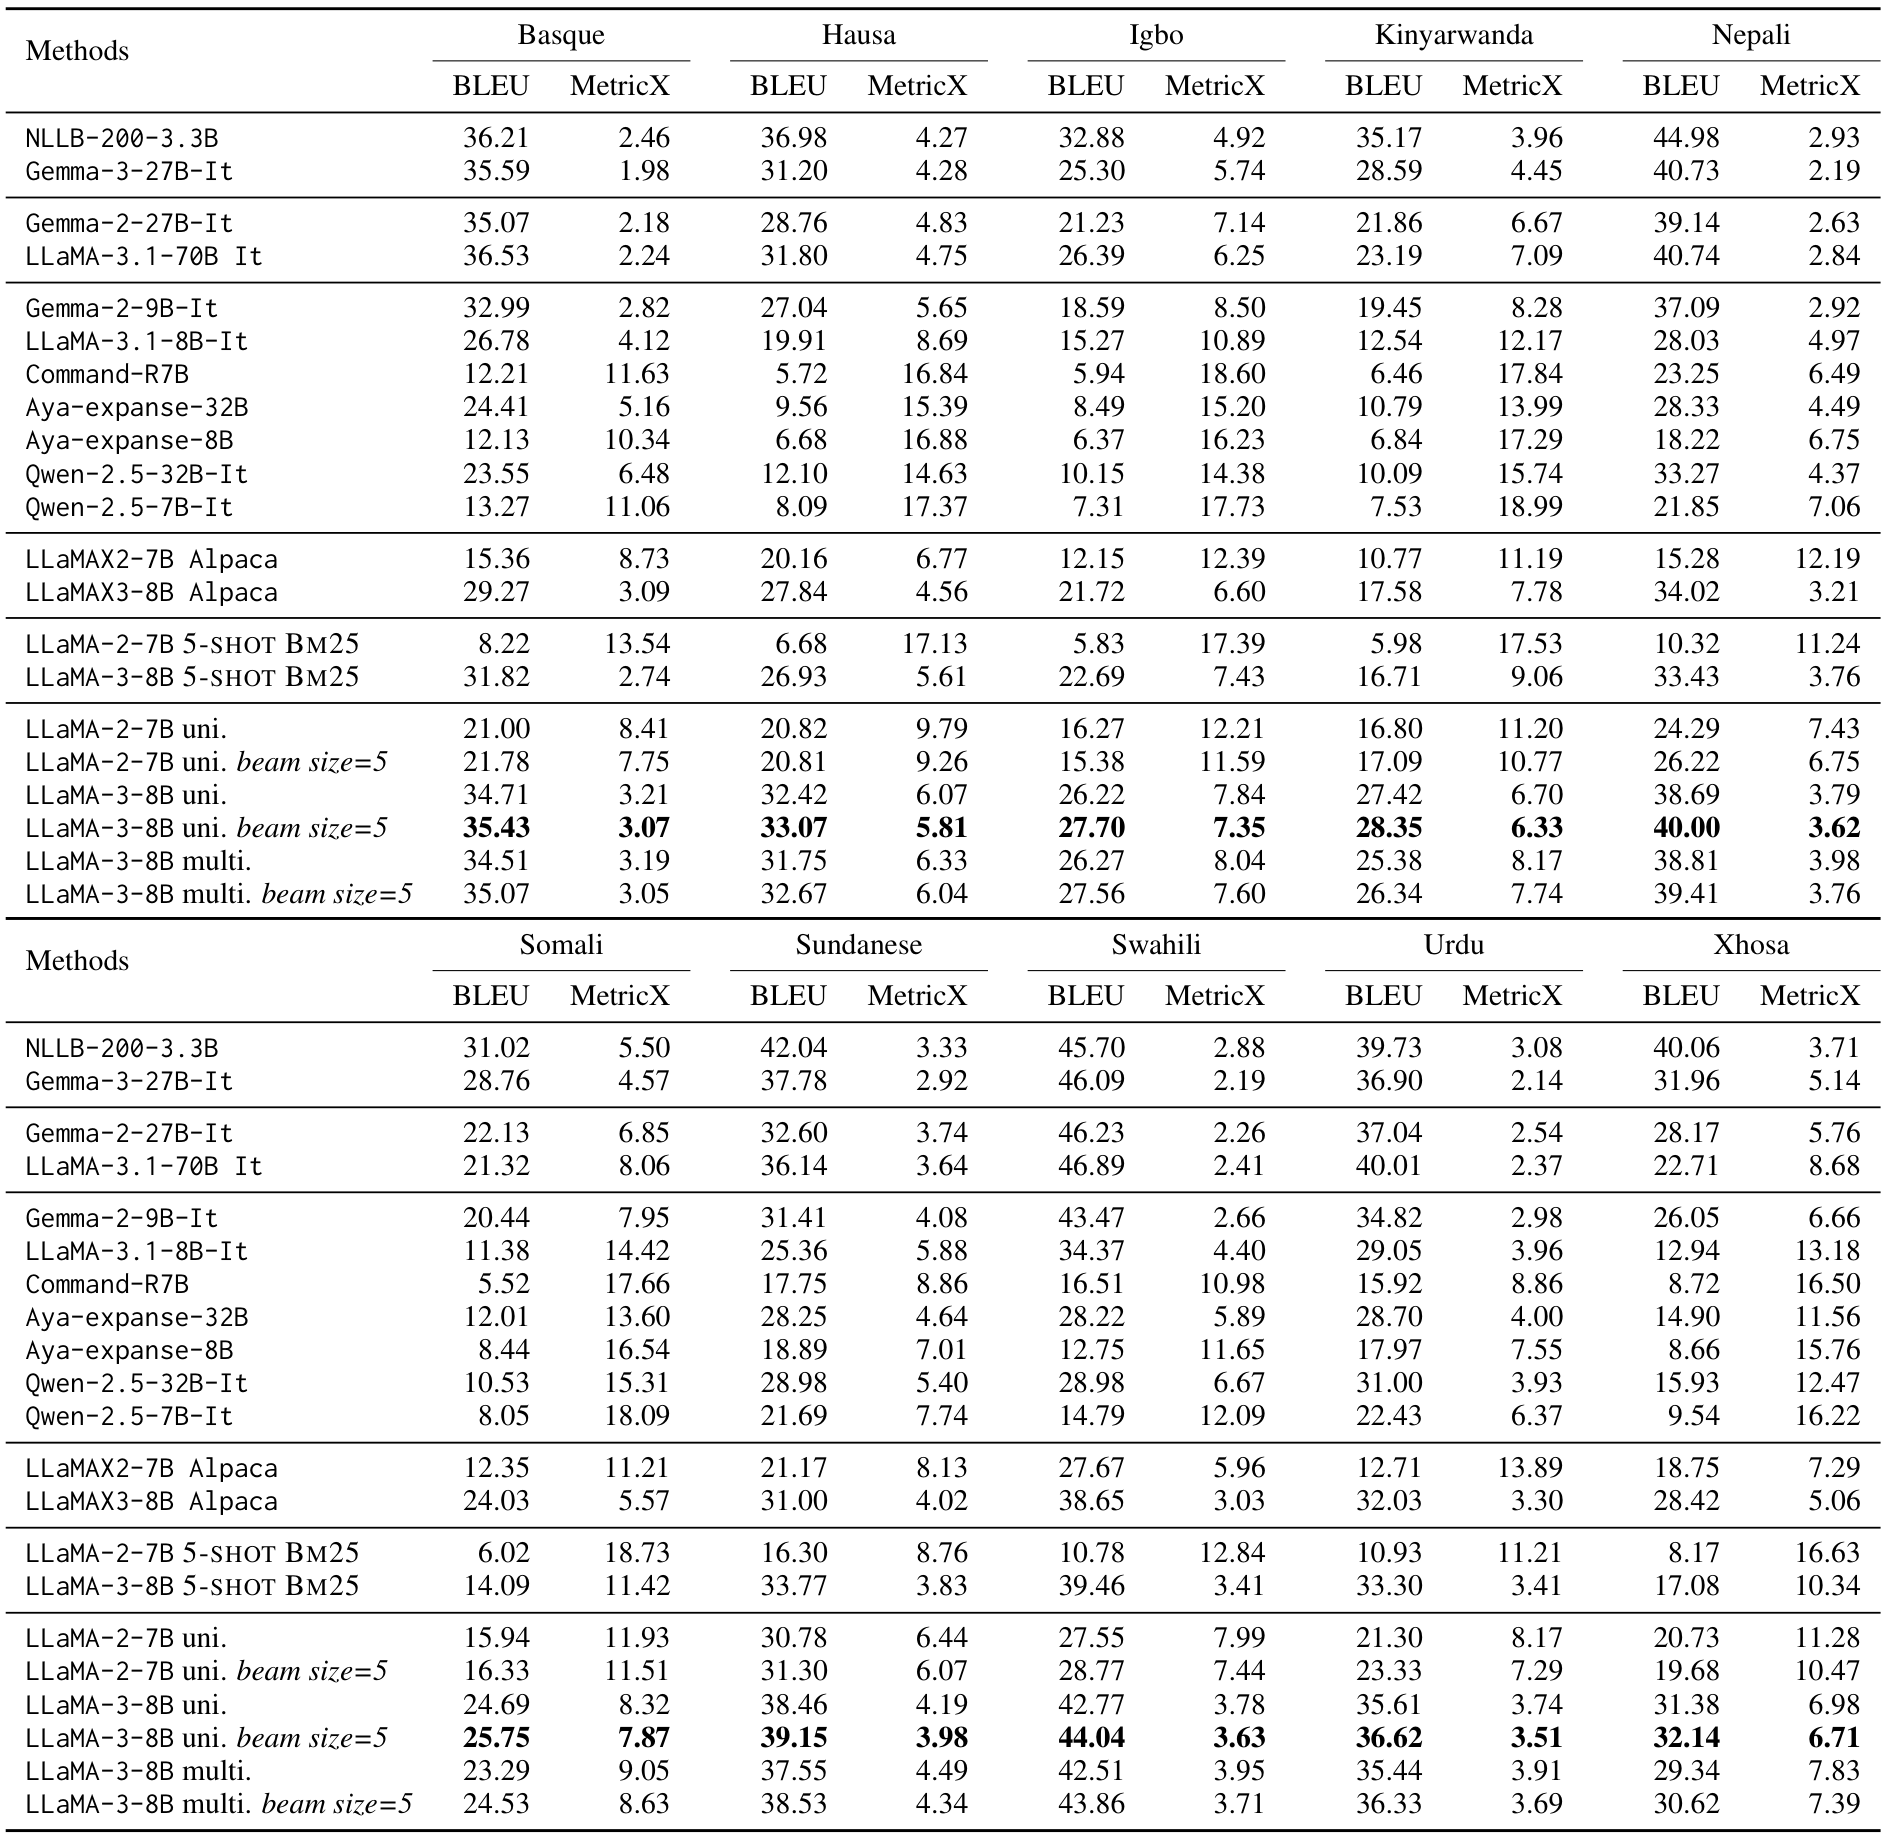 Methods Basque Hausa Igbo Kinyarwanda Nepali
BLEU MetricX BLEU MetricX BLEU MetricX BLEU MetricX BLEU MetricX
NLLB-200-3.3B 36.21 2.46 36.98 4.27 32.88 4.92 35.17 3.96 44.98 2.93
Gemma-3-27B-It 35.59 1.98 31.20 4.28 25.30 5.74 28.59 4.45 40.73 2.19
Gemma-2-27B-It 35.07 2.18 28.76 4.83 21.23 7.14 21.86 6.67 39.14 2.63
LLaMA-3.1-70B It 36.53 2.24 31.80 4.75 26.39 6.25 23.19 7.09 40.74 2.84
Gemma-2-9B-It 32.99 2.82 27.04 5.65 18.59 8.50 19.45 8.28 37.09 2.92
LLaMA-3.1-8B-It 26.78 4.12 19.91 8.69 15.27 10.89 12.54 12.17 28.03 4.97
Command-R7B 12.21 11.63 5.72 16.84 5.94 18.60 6.46 17.84 23.25 6.49
Aya-expanse-32B 24.41 5.16 9.56 15.39 8.49 15.20 10.79 13.99 28.33 4.49
Aya-expanse-8B 12.13 10.34 6.68 16.88 6.37 16.23 6.84 17.29 18.22 6.75
Qwen-2.5-32B-It 23.55 6.48 12.10 14.63 10.15 14.38 10.09 15.74 33.27 4.37
Qwen-2.5-7B-It 13.27 11.06 8.09 17.37 7.31 17.73 7.53 18.99 21.85 7.06
LLaMAX2-7B Alpaca 15.36 8.73 20.16 6.77 12.15 12.39 10.77 11.19 15.28 12.19
LLaMAX3-8B Alpaca 29.27 3.09 27.84 4.56 21.72 6.60 17.58 7.78 34.02 3.21
LLaMA-2-7B 5-SHOT BM25 8.22 13.54 6.68 17.13 5.83 17.39 5.98 17.53 10.32 11.24
LLaMA-3-8B 5-SHOT BM25 31.82 2.74 26.93 5.61 22.69 7.43 16.71 9.06 33.43 3.76
LLaMA-2-7B uni. 21.00 8.41 20.82 9.79 16.27 12.21 16.80 11.20 24.29 7.43
LLaMA-2-7B uni. beam size=5 21.78 7.75 20.81 9.26 15.38 11.59 17.09 10.77 26.22 6.75
LLaMA-3-8B uni. 34.71 3.21 32.42 6.07 26.22 7.84 27.42 6.70 38.69 3.79
LLaMA-3-8B uni. beam size=5 35.43 3.07 33.07 5.81 27.70 7.35 28.35 6.33 40.00 3.62
LLaMA-3-8B multi. 34.51 3.19 31.75 6.33 26.27 8.04 25.38 8.17 38.81 3.98
LLaMA-3-8B multi. beam size=5 35.07 3.05 32.67 6.04 27.56 7.60 26.34 7.74 39.41 3.76
Methods Somali Sundanese Swahili Urdu Xhosa
BLEU MetricX BLEU MetricX BLEU MetricX BLEU MetricX BLEU MetricX
NLLB-200-3.3B 31.02 5.50 42.04 3.33 45.70 2.88 39.73 3.08 40.06 3.71
Gemma-3-27B-It 28.76 4.57 37.78 2.92 46.09 2.19 36.90 2.14 31.96 5.14
Gemma-2-27B-It 22.13 6.85 32.60 3.74 46.23 2.26 37.04 2.54 28.17 5.76
LLaMA-3.1-70B It 21.32 8.06 36.14 3.64 46.89 2.41 40.01 2.37 22.71 8.68
Gemma-2-9B-It 20.44 7.95 31.41 4.08 43.47 2.66 34.82 2.98 26.05 6.66
LLaMA-3.1-8B-It 11.38 14.42 25.36 5.88 34.37 4.40 29.05 3.96 12.94 13.18
Command-R7B 5.52 17.66 17.75 8.86 16.51 10.98 15.92 8.86 8.72 16.50
Aya-expanse-32B 12.01 13.60 28.25 4.64 28.22 5.89 28.70 4.00 14.90 11.56
Aya-expanse-8B 8.44 16.54 18.89 7.01 12.75 11.65 17.97 7.55 8.66 15.76
Qwen-2.5-32B-It 10.53 15.31 28.98 5.40 28.98 6.67 31.00 3.93 15.93 12.47
Qwen-2.5-7B-It 8.05 18.09 21.69 7.74 14.79 12.09 22.43 6.37 9.54 16.22
LLaMAX2-7B Alpaca 12.35 11.21 21.17 8.13 27.67 5.96 12.71 13.89 18.75 7.29
LLaMAX3-8B Alpaca 24.03 5.57 31.00 4.02 38.65 3.03 32.03 3.30 28.42 5.06
LLaMA-2-7B 5-SHOT BM25 6.02 18.73 16.30 8.76 10.78 12.84 10.93 11.21 8.17 16.63
LLaMA-3-8B 5-SHOT BM25 14.09 11.42 33.77 3.83 39.46 3.41 33.30 3.41 17.08 10.34
LLaMA-2-7B uni. 15.94 11.93 30.78 6.44 27.55 7.99 21.30 8.17 20.73 11.28
LLaMA-2-7B uni. beam size=5 16.33 11.51 31.30 6.07 28.77 7.44 23.33 7.29 19.68 10.47
LLaMA-3-8B uni. 24.69 8.32 38.46 4.19 42.77 3.78 35.61 3.74 31.38 6.98
LLaMA-3-8B uni. beam size=5 25.75 7.87 39.15 3.98 44.04 3.63 36.62 3.51 32.14 6.71
LLaMA-3-8B multi. 23.29 9.05 37.55 4.49 42.51 3.95 35.44 3.91 29.34 7.83
LLaMA-3-8B multi. beam size=5 24.53 8.63 38.53 4.34 43.86 3.71 36.33 3.69 30.62 7.39